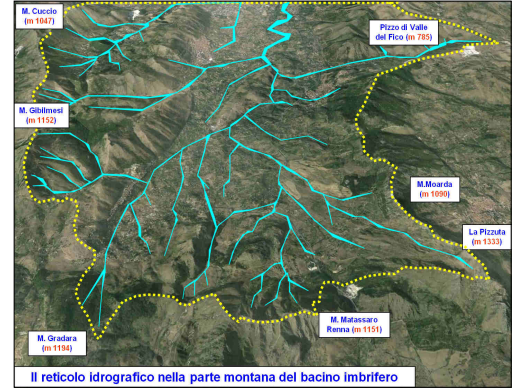 M. Cuccio
(m 1047)
Pizzo di Valle
del Fico (m 785)
M. Gibilmesi
(m 1152)
M.Moarda
(m 1090)
La Pizzuta
(m 1333)
M. Matassaro
Renna (m 1151)
M. Gradara
(m 1194)
Il reticolo idrografico nella parte montana del bacino imbrifero